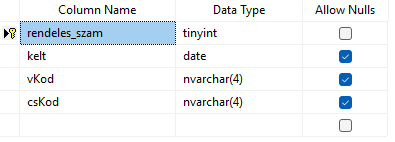 Column Name Data Type Allow Nulls
rendeles_szam tinyint
kelt date
vKod nvarchar(4)
csKod nvarchar(4)